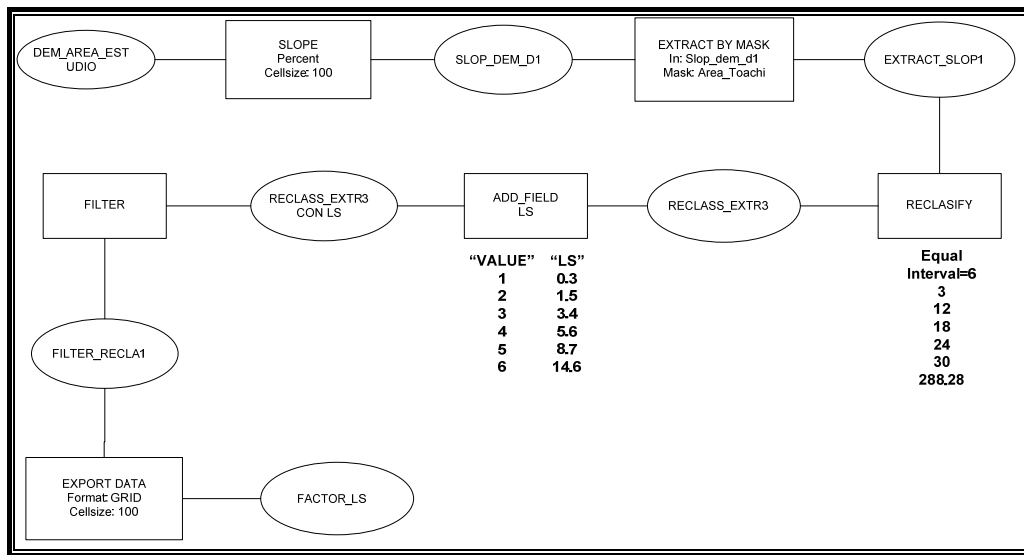 DEM_AREA_EST
UDIO
SLOPE
Percent
Cellsize: 100
SLOP_DEM_D1
EXTRACT BY MASK
In: Slop_dem_d1
Mask: Area_Toachi
EXTRACT_SLOP1
FILTER
RECLASS_EXTR3
CON LS
ADD_FIELD
LS
RECLASS_EXTR3
RECLASIFY
"VALUE" "LS"
1 0.3
2 1.5
3 3.4
4 5.6
5 8.7
6 14.6
Equal
Interval=6
3
12
18
24
30
288.28
FILTER_RECLA1
EXPORT DATA
Format: GRID
Cellsize: 100
FACTOR_LS